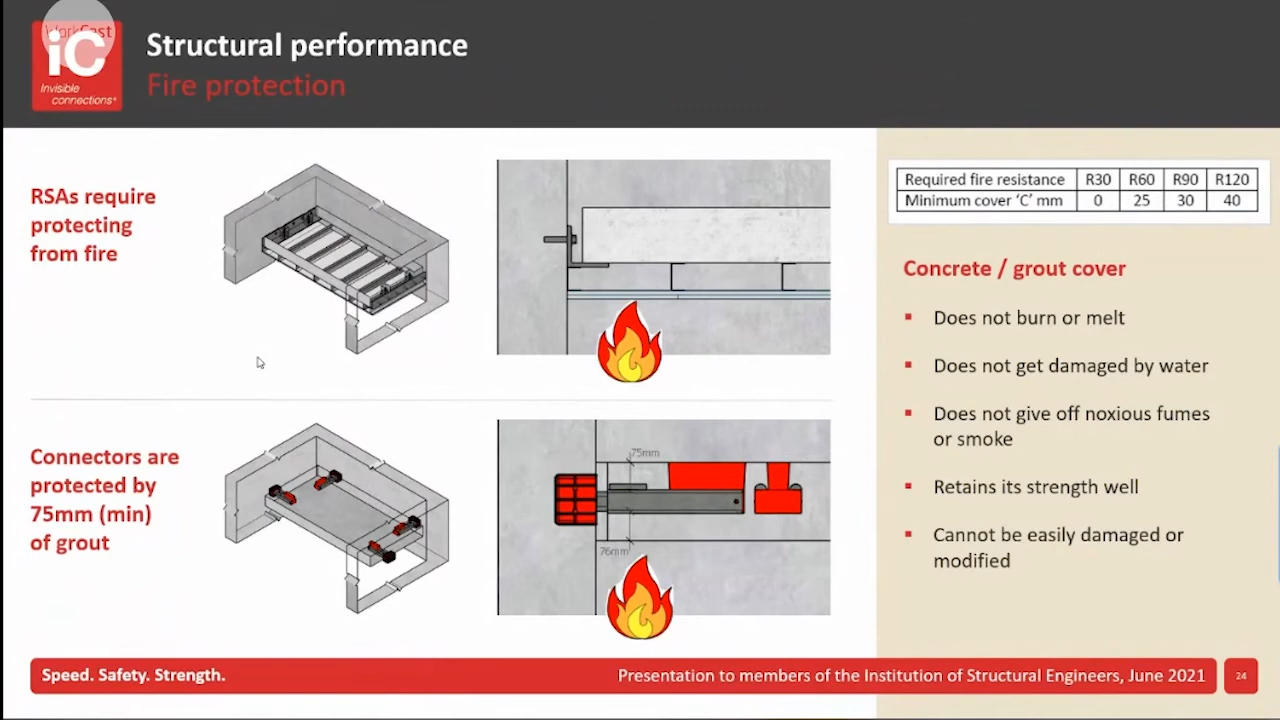 WorkCast
iC
Invisible
connections
Structural performance
Fire protection
RSAs require
protecting
from fire
Connectors are
protected by
75mm (min)
of grout
75mm
76mm
Required fire resistance R30 R60 R90 R120
Minimum cover ‘C’ mm 0 25 30 40
Concrete / grout cover
▪ Does not burn or melt
▪ Does not get damaged by water
▪ Does not give off noxious fumes
or smoke
▪ Retains its strength well
▪ Cannot be easily damaged or
modified
Speed. Safety. Strength.
Presentation to members of the Institution of Structural Engineers, June 2021
24